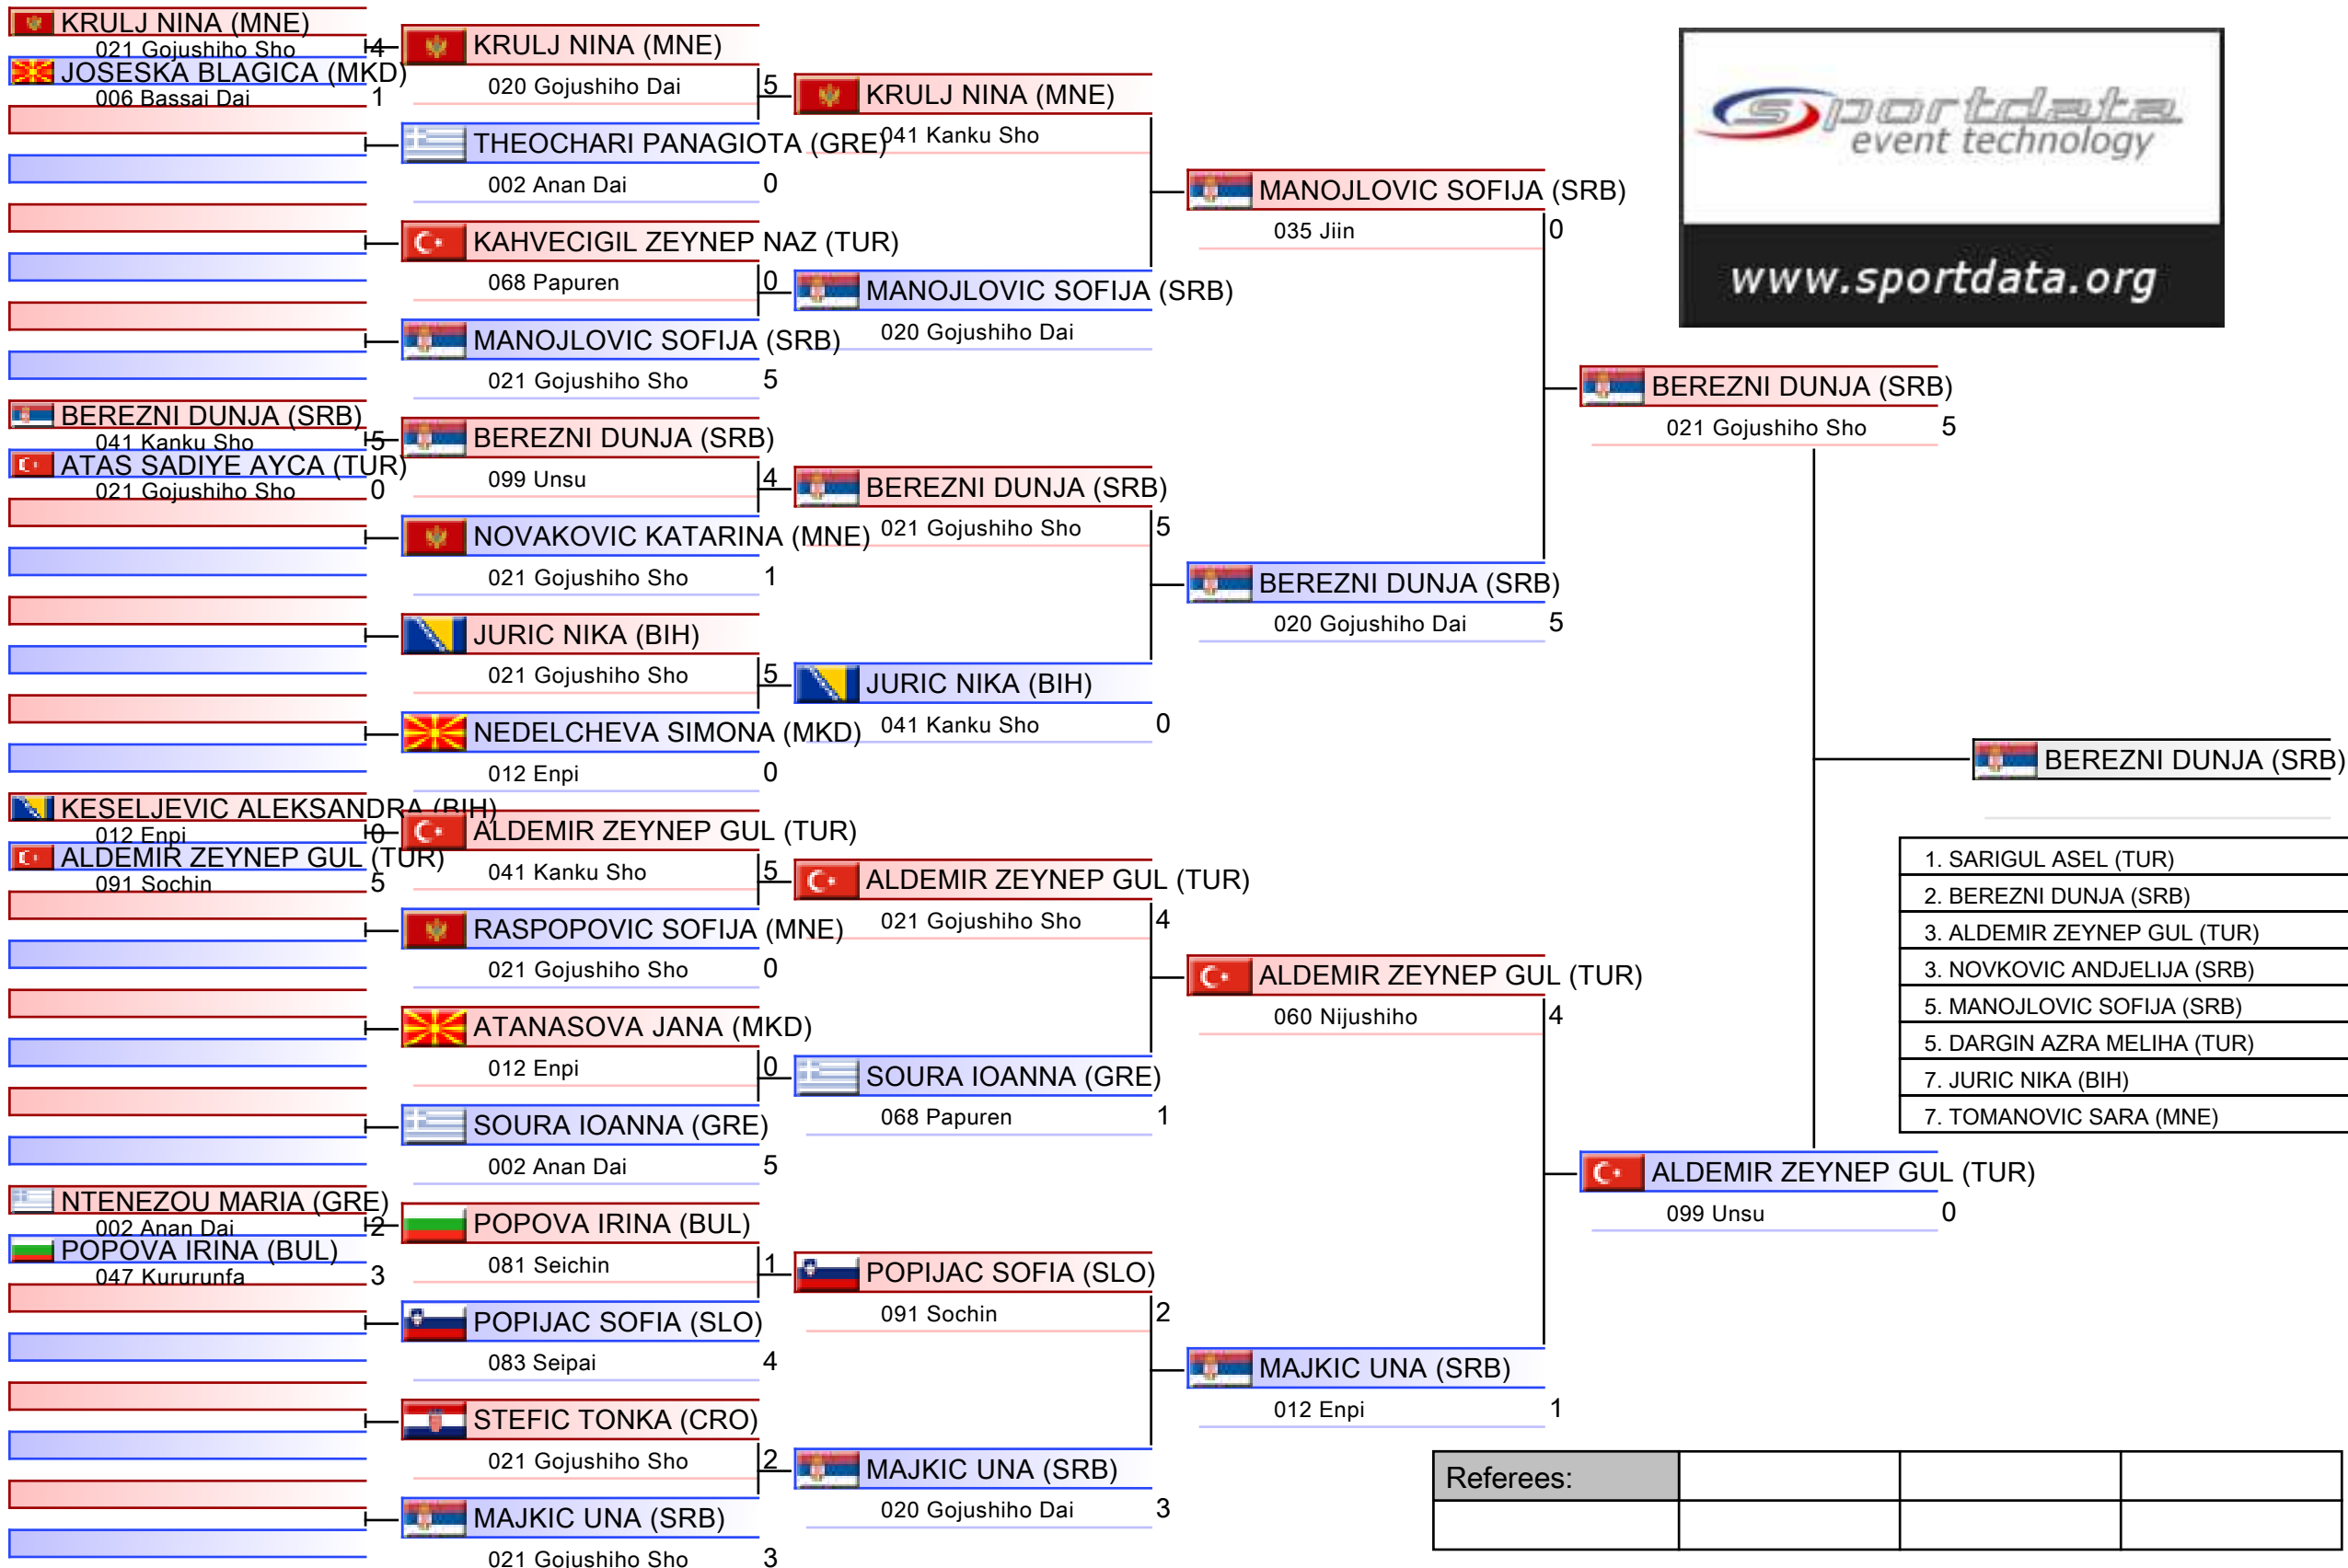 KRULJ NINA (MNE)
021 Gojushiho Sho 4
JOSESKA BLAGICA (MKD)
006 Bassai Dai 1
BEREZNI DUNJA (SRB)
041 Kanku Sho 5
ATAS SADIYE AYCA (TUR)
021 Gojushiho Sho 0
KESELJEVIC ALEKSANDRA (BIH)
012 Enpi 0
ALDEMIR ZEYNEP GUL (TUR)
091 Sochin 5
NTENEZOU MARIA (GRE)
002 Anan Dai 2
POPOVA IRINA (BUL)
047 Kururunfa 3
KRULJ NINA (MNE)
020 Gojushiho Dai 5
THEOCHARI PANAGIOTA (GRE)
002 Anan Dai 0
KAHVECIGIL ZEYNEP NAZ (TUR)
068 Papuren 0
MANOJLOVIC SOFIJA (SRB)
021 Gojushiho Sho 5
BEREZNI DUNJA (SRB)
099 Unsu 4
NOVAKOVIC KATARINA (MNE)
021 Gojushiho Sho 1
JURIC NIKA (BIH)
021 Gojushiho Sho 5
NEDELCHEVA SIMONA (MKD)
012 Enpi 0
ALDEMIR ZEYNEP GUL (TUR)
041 Kanku Sho 5
RASPOPOVIC SOFIJA (MNE)
021 Gojushiho Sho 0
ATANASOVA JANA (MKD)
012 Enpi 0
SOURA IOANNA (GRE)
002 Anan Dai 5
POPOVA IRINA (BUL)
081 Seichin 1
POPIJAC SOFIA (SLO)
083 Seipai 4
STEFIC TONKA (CRO)
021 Gojushiho Sho 2
MAJKIC UNA (SRB)
021 Gojushiho Sho 3
KRULJ NINA (MNE)
041 Kanku Sho
MANOJLOVIC SOFIJA (SRB)
020 Gojushiho Dai
BEREZNI DUNJA (SRB)
021 Gojushiho Sho 5
JURIC NIKA (BIH)
041 Kanku Sho 0
ALDEMIR ZEYNEP GUL (TUR)
021 Gojushiho Sho 4
SOURA IOANNA (GRE)
068 Papuren 1
POPIJAC SOFIA (SLO)
091 Sochin 2
MAJKIC UNA (SRB)
020 Gojushiho Dai 3
MANOJLOVIC SOFIJA (SRB)
035 Jiin 0
BEREZNI DUNJA (SRB)
020 Gojushiho Dai 5
ALDEMIR ZEYNEP GUL (TUR)
060 Nijushiho 4
MAJKIC UNA (SRB)
012 Enpi 1
BEREZNI DUNJA (SRB)
021 Gojushiho Sho 5
ALDEMIR ZEYNEP GUL (TUR)
099 Unsu 0
BEREZNI DUNJA (SRB)
sportdata
event technology
www.sportdata.org
1. SARIGUL ASEL (TUR)
2. BEREZNI DUNJA (SRB)
3. ALDEMIR ZEYNEP GUL (TUR)
3. NOVKOVIC ANDJELIJA (SRB)
5. MANOJLOVIC SOFIJA (SRB)
5. DARGIN AZRA MELIHA (TUR)
7. JURIC NIKA (BIH)
7. TOMANOVIC SARA (MNE)
Referees: